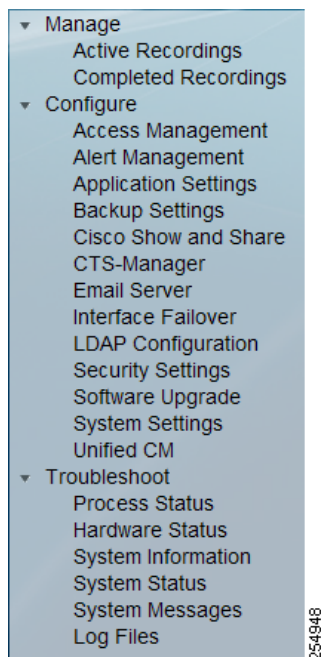 Manage
Active Recordings
Completed Recordings
Configure
Access Management
Alert Management
Application Settings
Backup Settings
Cisco Show and Share
CTS-Manager
Email Server
Interface Failover
LDAP Configuration
Security Settings
Software Upgrade
System Settings
Unified CM
Troubleshoot
Process Status
Hardware Status
System Information
System Status
System Messages
Log Files
254948